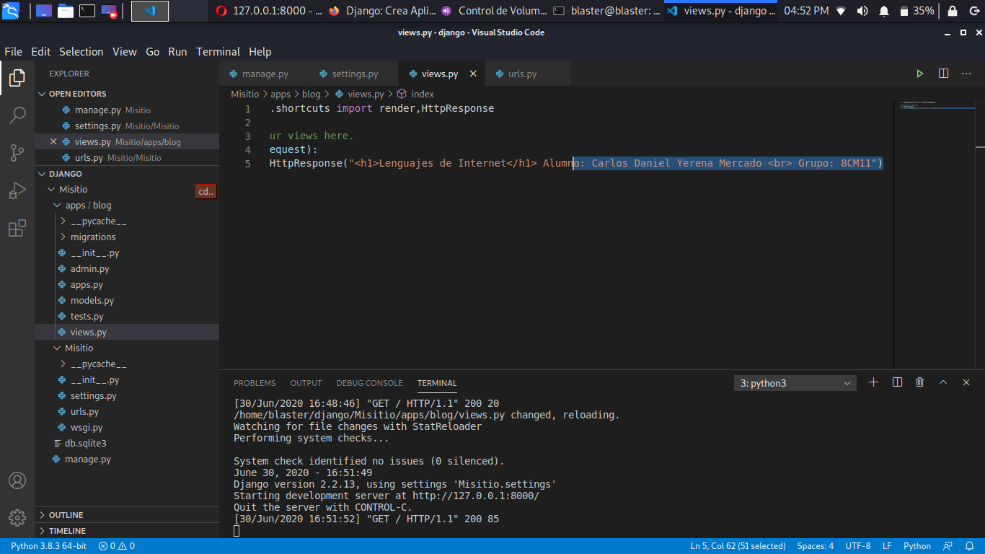 127.0.0.1:8000 - ...
Django: Crea Apli...
Control de Volum...
blaster@blaster: ...
views.py - django ...
04:52 PM
35%
views.py - django - Visual Studio Code
File Edit Selection View Go Run Terminal Help
EXPLORER
manage.py
settings.py
views.py
urls.py
OPEN EDITORS
manage.py Misitio
settings.py Misitio/Misitio
views.py Misitio/apps/blog
urls.py Misitio/Misitio
DJANGO
Misitio
cd..
apps / blog
__pycache__
migrations
__init__.py
admin.py
apps.py
models.py
tests.py
views.py
Misitio
__pycache__
__init__.py
settings.py
urls.py
wsgi.py
db.sqlite3
manage.py
OUTLINE
TIMELINE
Misitio > apps > blog > views.py > index
1 .shortcuts import render,HttpResponse
2
3 ur views here.
4 equest):
5 HttpResponse("<h1>Lenguajes de Internet</h1> Alumno: Carlos Daniel Yerena Mercado <br> Grupo: 8CM11")
PROBLEMS OUTPUT DEBUG CONSOLE TERMINAL
3: python3
[30/Jun/2020 16:48:46] "GET / HTTP/1.1" 200 20
/home/blaster/django/Misitio/apps/blog/views.py changed, reloading.
Watching for file changes with StatReloader
Performing system checks...
System check identified no issues (0 silenced).
June 30, 2020 - 16:51:49
Django version 2.2.13, using settings 'Misitio.settings'
Starting development server at http://127.0.0.1:8000/
Quit the server with CONTROL-C.
[30/Jun/2020 16:51:52] "GET / HTTP/1.1" 200 85
Python 3.8.3 64-bit
0 0
Ln 5, Col 62 (51 selected)
Spaces: 4
UTF-8
LF
Python